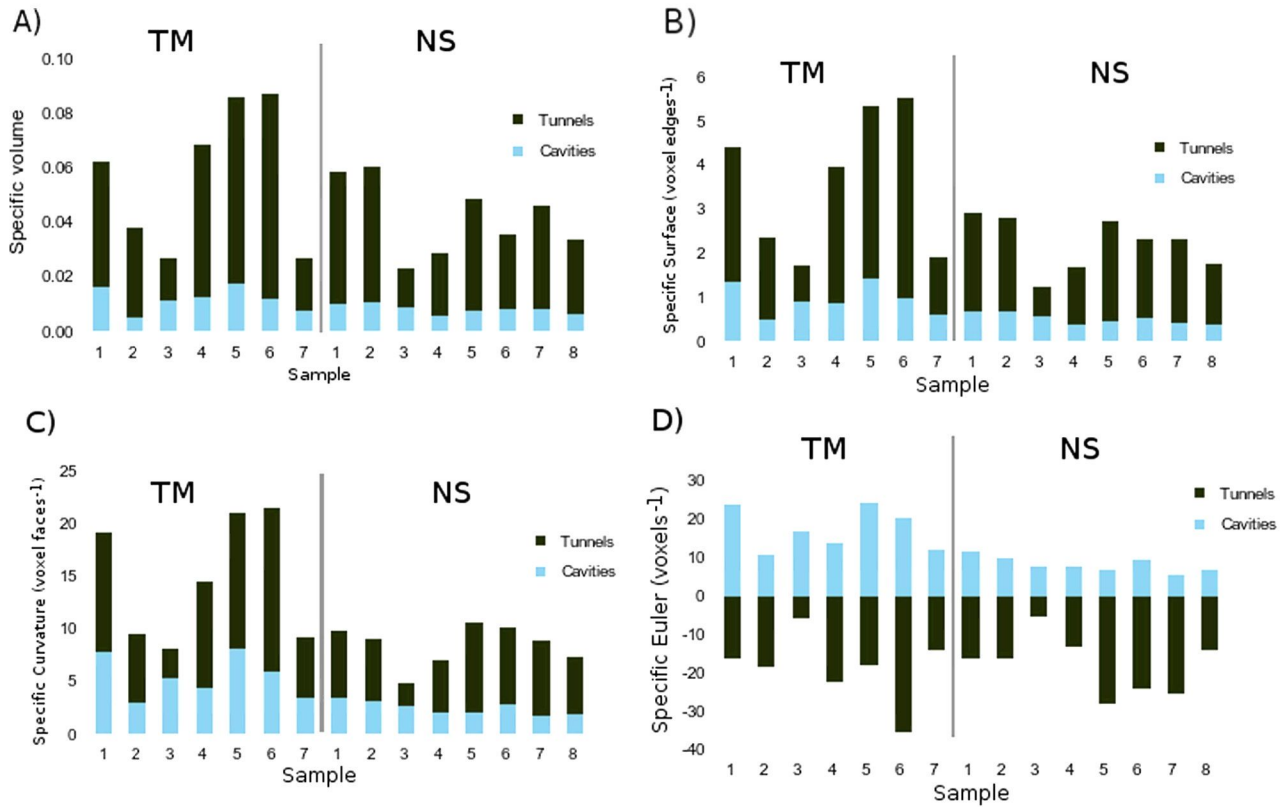 A)
TM NS
Specific volume
0.10
0.08
0.06
0.04
0.02
0.00
Tunnels
Cavities
1 2 3 4 5 6 7 1 2 3 4 5 6 7 8
Sample
B)
TM NS
Specific Surface (voxel edges-1)
6
5
4
3
2
1
0
Tunnels
Cavities
1 2 3 4 5 6 7 1 2 3 4 5 6 7 8
Sample
C)
TM NS
Specific Curvature (voxel faces-1)
25
20
15
10
5
0
Tunnels
Cavities
1 2 3 4 5 6 7 1 2 3 4 5 6 7 8
Sample
D)
TM NS
Specific Euler (voxels-1)
30
20
10
0
-10
-20
-30
-40
Tunnels
Cavities
1 2 3 4 5 6 7 1 2 3 4 5 6 7 8
Sample